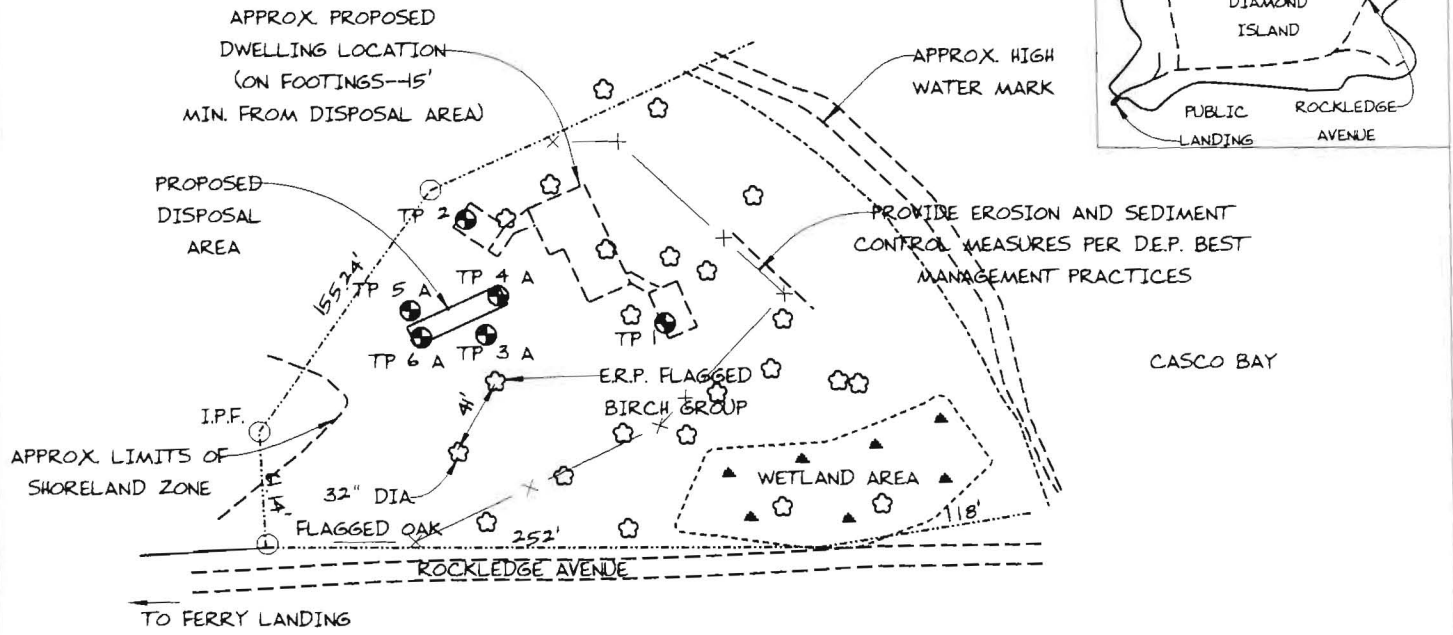 APPROX. PROPOSED
DWELLING LOCATION
(ON FOOTINGS--15'
MIN. FROM DISPOSAL AREA)
APPROX. HIGH
WATER MARK
DIAMOND
ISLAND
PUBLIC
LANDING
ROCKLEDGE
AVENUE
PROPOSED
DISPOSAL
AREA
TP 2
PROVIDE EROSION AND SEDIMENT
CONTROL MEASURES PER D.E.P. BEST
MANAGEMENT PRACTICES
155.24'
TP 4 A
TP 5 A
TP 6 A
TP 3 A
TP 1
CASCO BAY
E.R.P. FLAGGED
BIRCH GROUP
41'
I.P.F.
APPROX. LIMITS OF
SHORELAND ZONE
32" DIA.
FLAGGED OAK
WETLAND AREA
118'
252'
ROCKLEDGE AVENUE
TO FERRY LANDING